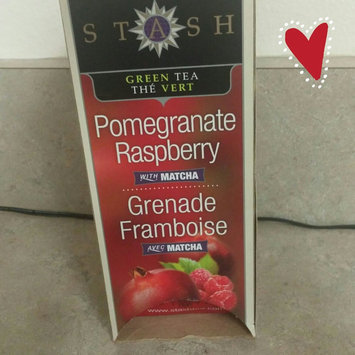 STASH
GREEN TEA
THÉ VERT
Pomegranate
Raspberry
WITH MATCHA
Grenade
Framboise
AVEC MATCHA